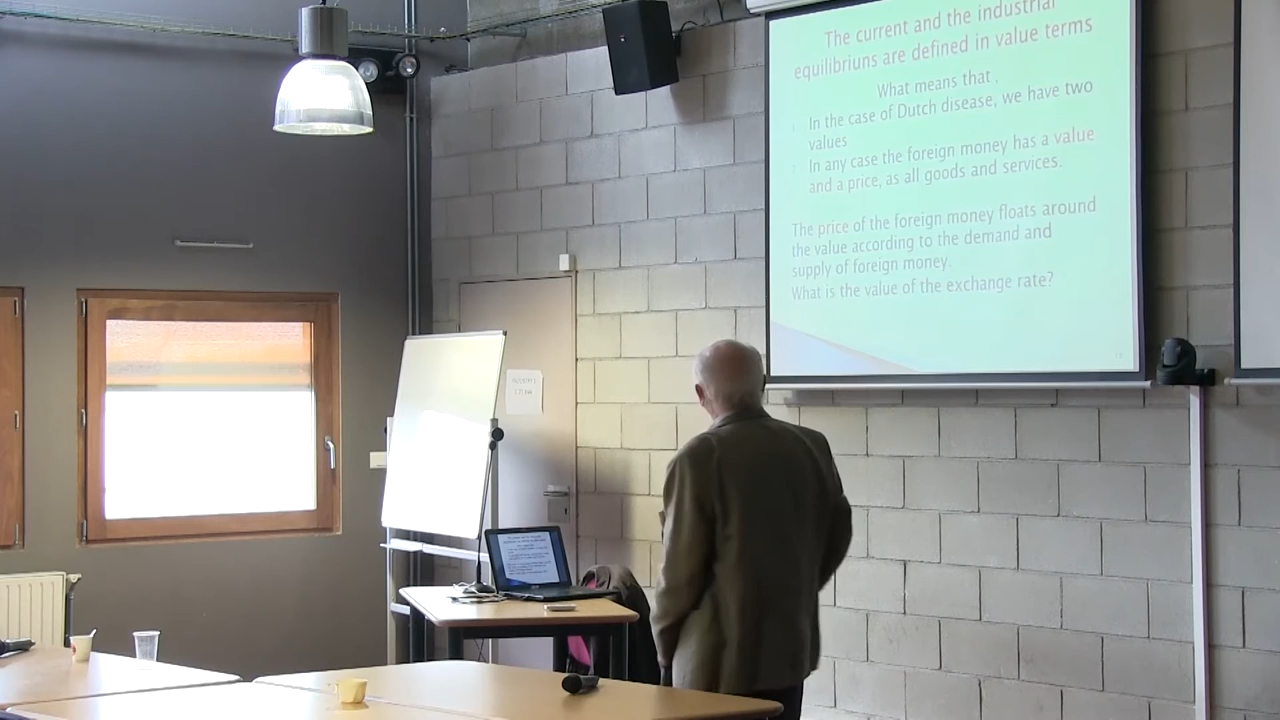 The current and the industrial
equilibriuns are defined in value terms
What means that .
In the case of Dutch disease, we have two
values
In any case the foreign money has a value
and a price, as all goods and services.
The price of the foreign money floats around
the value according to the demand and
supply of foreign money.
What is the value of the exchange rate?